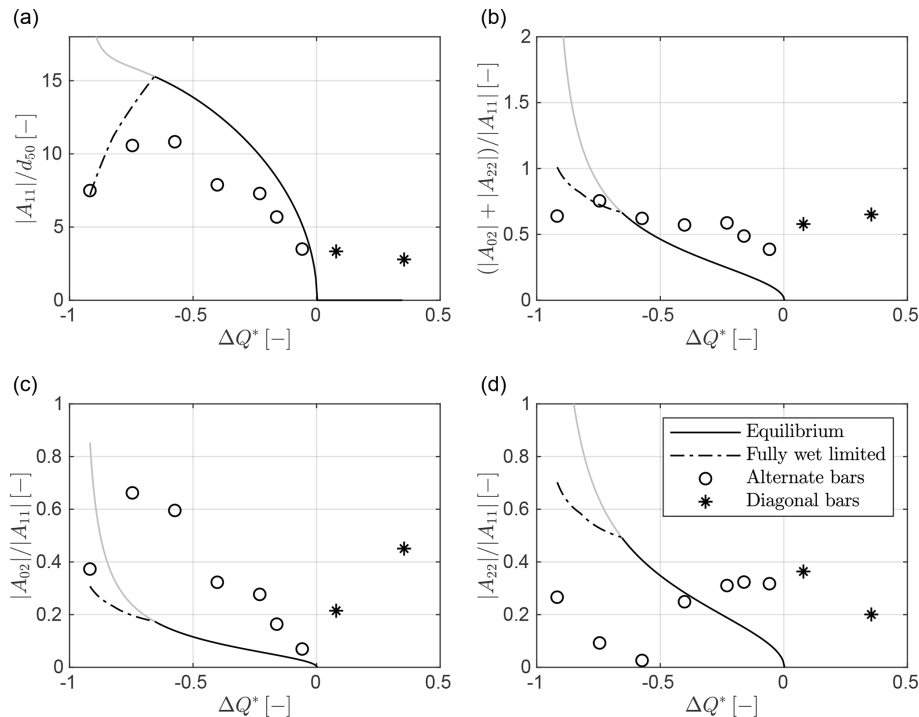 (a)
(b)
|A₁₁|/d₅₀ [−]
15
10
5
0
-1
-0.5
0
0.5
ΔQ* [−]
(|A₀₂| + |A₂₂|)/|A₁₁| [−]
2
1.5
1
0.5
0
-1
-0.5
0
0.5
ΔQ* [−]
(c)
(d)
|A₀₂|/|A₁₁| [−]
1
0.8
0.6
0.4
0.2
0
-1
-0.5
0
0.5
ΔQ* [−]
|A₂₂|/|A₁₁| [−]
1
0.8
0.6
0.4
0.2
0
-1
-0.5
0
0.5
ΔQ* [−]
Equilibrium
Fully wet limited
Alternate bars
Diagonal bars